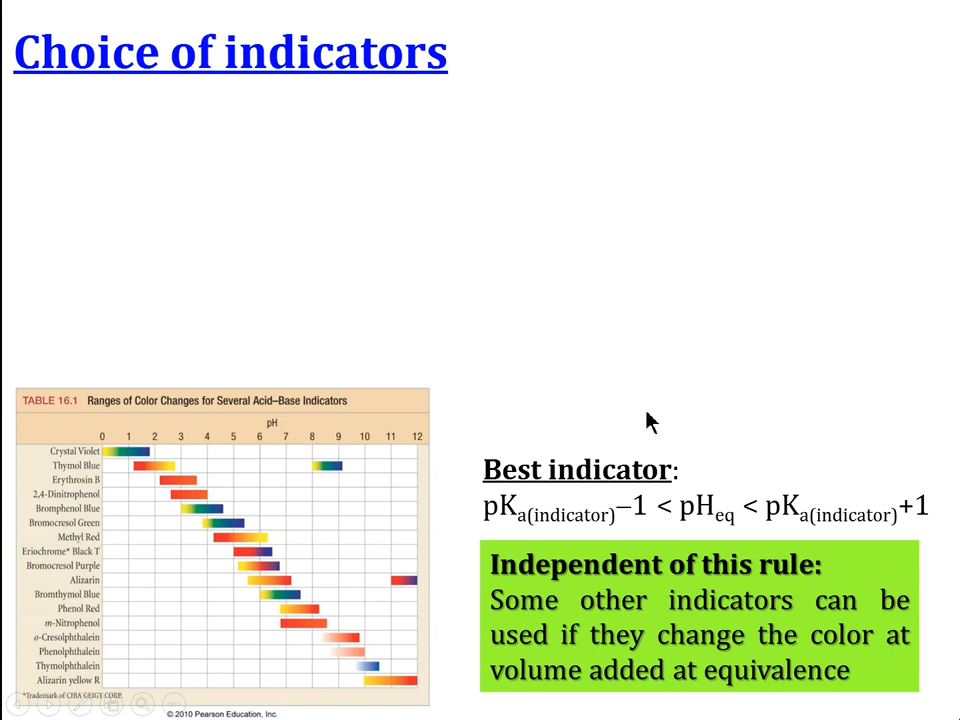 Choice of indicators
TABLE 16.1 Ranges of Color Changes for Several Acid–Base Indicators
pH
0 1 2 3 4 5 6 7 8 9 10 11 12
Crystal Violet
Thymol Blue
Erythrosin B
2,4-Dinitrophenol
Bromphenol Blue
Bromocresol Green
Methyl Red
Eriochrome* Black T
Bromocresol Purple
Alizarin
Bromthymol Blue
Phenol Red
m-Nitrophenol
o-Cresolphthalein
Phenolphthalein
Thymolphthalein
Alizarin yellow R
*Trademark of CIBA GEIGY CORP.
© 2010 Pearson Education, Inc.
Best indicator:
pKa(indicator)−1 < pHeq < pKa(indicator)+1
Independent of this rule:
Some other indicators can be
used if they change the color at
volume added at equivalence